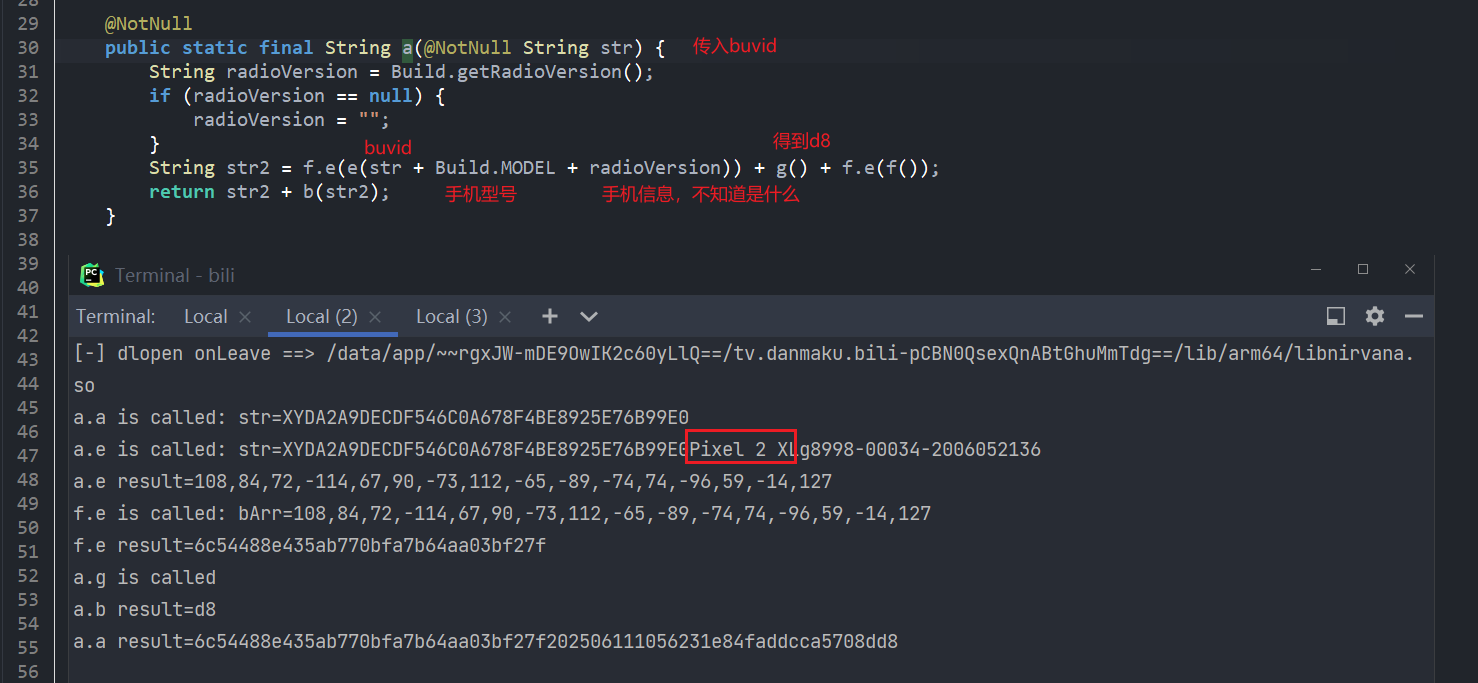 28
29 @NotNull
30 public static final String a(@NotNull String str) { 传入buvid
31 String radioVersion = Build.getRadioVersion();
32 if (radioVersion == null) {
33 radioVersion = "";
34 }
buvid 得到d8
35 String str2 = f.e(e(str + Build.MODEL + radioVersion)) + g() + f.e(f());
36 return str2 + b(str2); 手机型号 手机信息，不知道是什么
37 }
38
39
40 Terminal - bili
41 Terminal: Local Local (2) Local (3)
42
43 [-] dlopen onLeave ==> /data/app/~~rgxJW-mDE9OwIK2c60yLlQ==/tv.danmaku.bili-pCBN0QsexQnABtGhuMmTdg==/lib/arm64/libnirvana.
44 so
45 a.a is called: str=XYDA2A9DECDF546C0A678F4BE8925E76B99E0
46
47 a.e is called: str=XYDA2A9DECDF546C0A678F4BE8925E76B99E0Pixel 2 XLg8998-00034-2006052136
48 a.e result=108,84,72,-114,67,90,-73,112,-65,-89,-74,74,-96,59,-14,127
49 f.e is called: bArr=108,84,72,-114,67,90,-73,112,-65,-89,-74,74,-96,59,-14,127
50
51 f.e result=6c54488e435ab770bfa7b64aa03bf27f
52 a.g is called
53
54 a.b result=d8
55 a.a result=6c54488e435ab770bfa7b64aa03bf27f202506111056231e84faddcca5708dd8
56